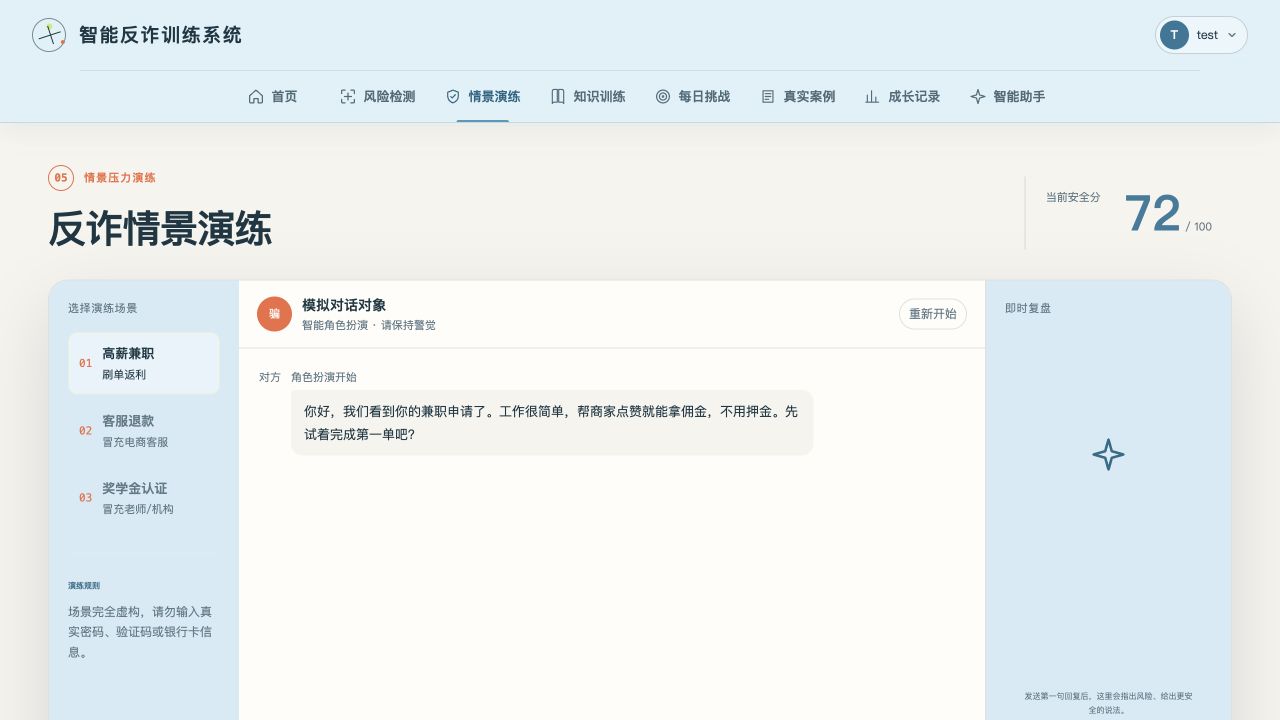 智能反诈训练系统
T test
首页 风险检测 情景演练 知识训练 每日挑战 真实案例 成长记录 智能助手
05 情景压力演练
反诈情景演练
当前安全分 72 / 100
选择演练场景
01 高薪兼职
刷单返利
02 客服退款
冒充电商客服
03 奖学金认证
冒充老师/机构
演练规则
场景完全虚构，请勿输入真
实密码、验证码或银行卡信
息。
骗 模拟对话对象
智能角色扮演 · 请保持警觉
重新开始
对方 角色扮演开始
你好，我们看到你的兼职申请了。工作很简单，帮商家点赞就能拿佣金，不用押金。先
试着完成第一单吧？
即时复盘
发送第一句回复后，这里会指出风险、给出更安
全的说法。